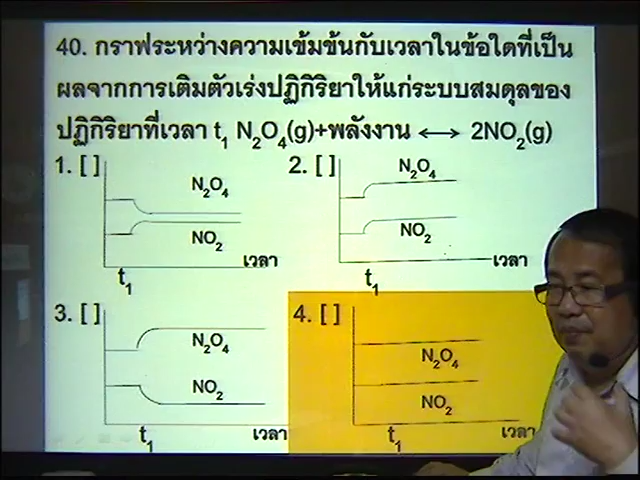 40. กราฟระหว่างความเข้มข้นกับเวลาในข้อใดที่เป็น
ผลจากการเติมตัวเร่งปฏิกิริยาให้แก่ระบบสมดุลของ
ปฏิกิริยาที่เวลา t₁ N₂O₄(g)+พลังงาน ⟷ 2NO₂(g)
1. [ ]
N₂O₄
NO₂
เวลา
t₁
2. [ ]
N₂O₄
NO₂
เวลา
t₁
3. [ ]
N₂O₄
NO₂
t₁
เวลา
4. [ ]
N₂O₄
NO₂
t₁
เวลา